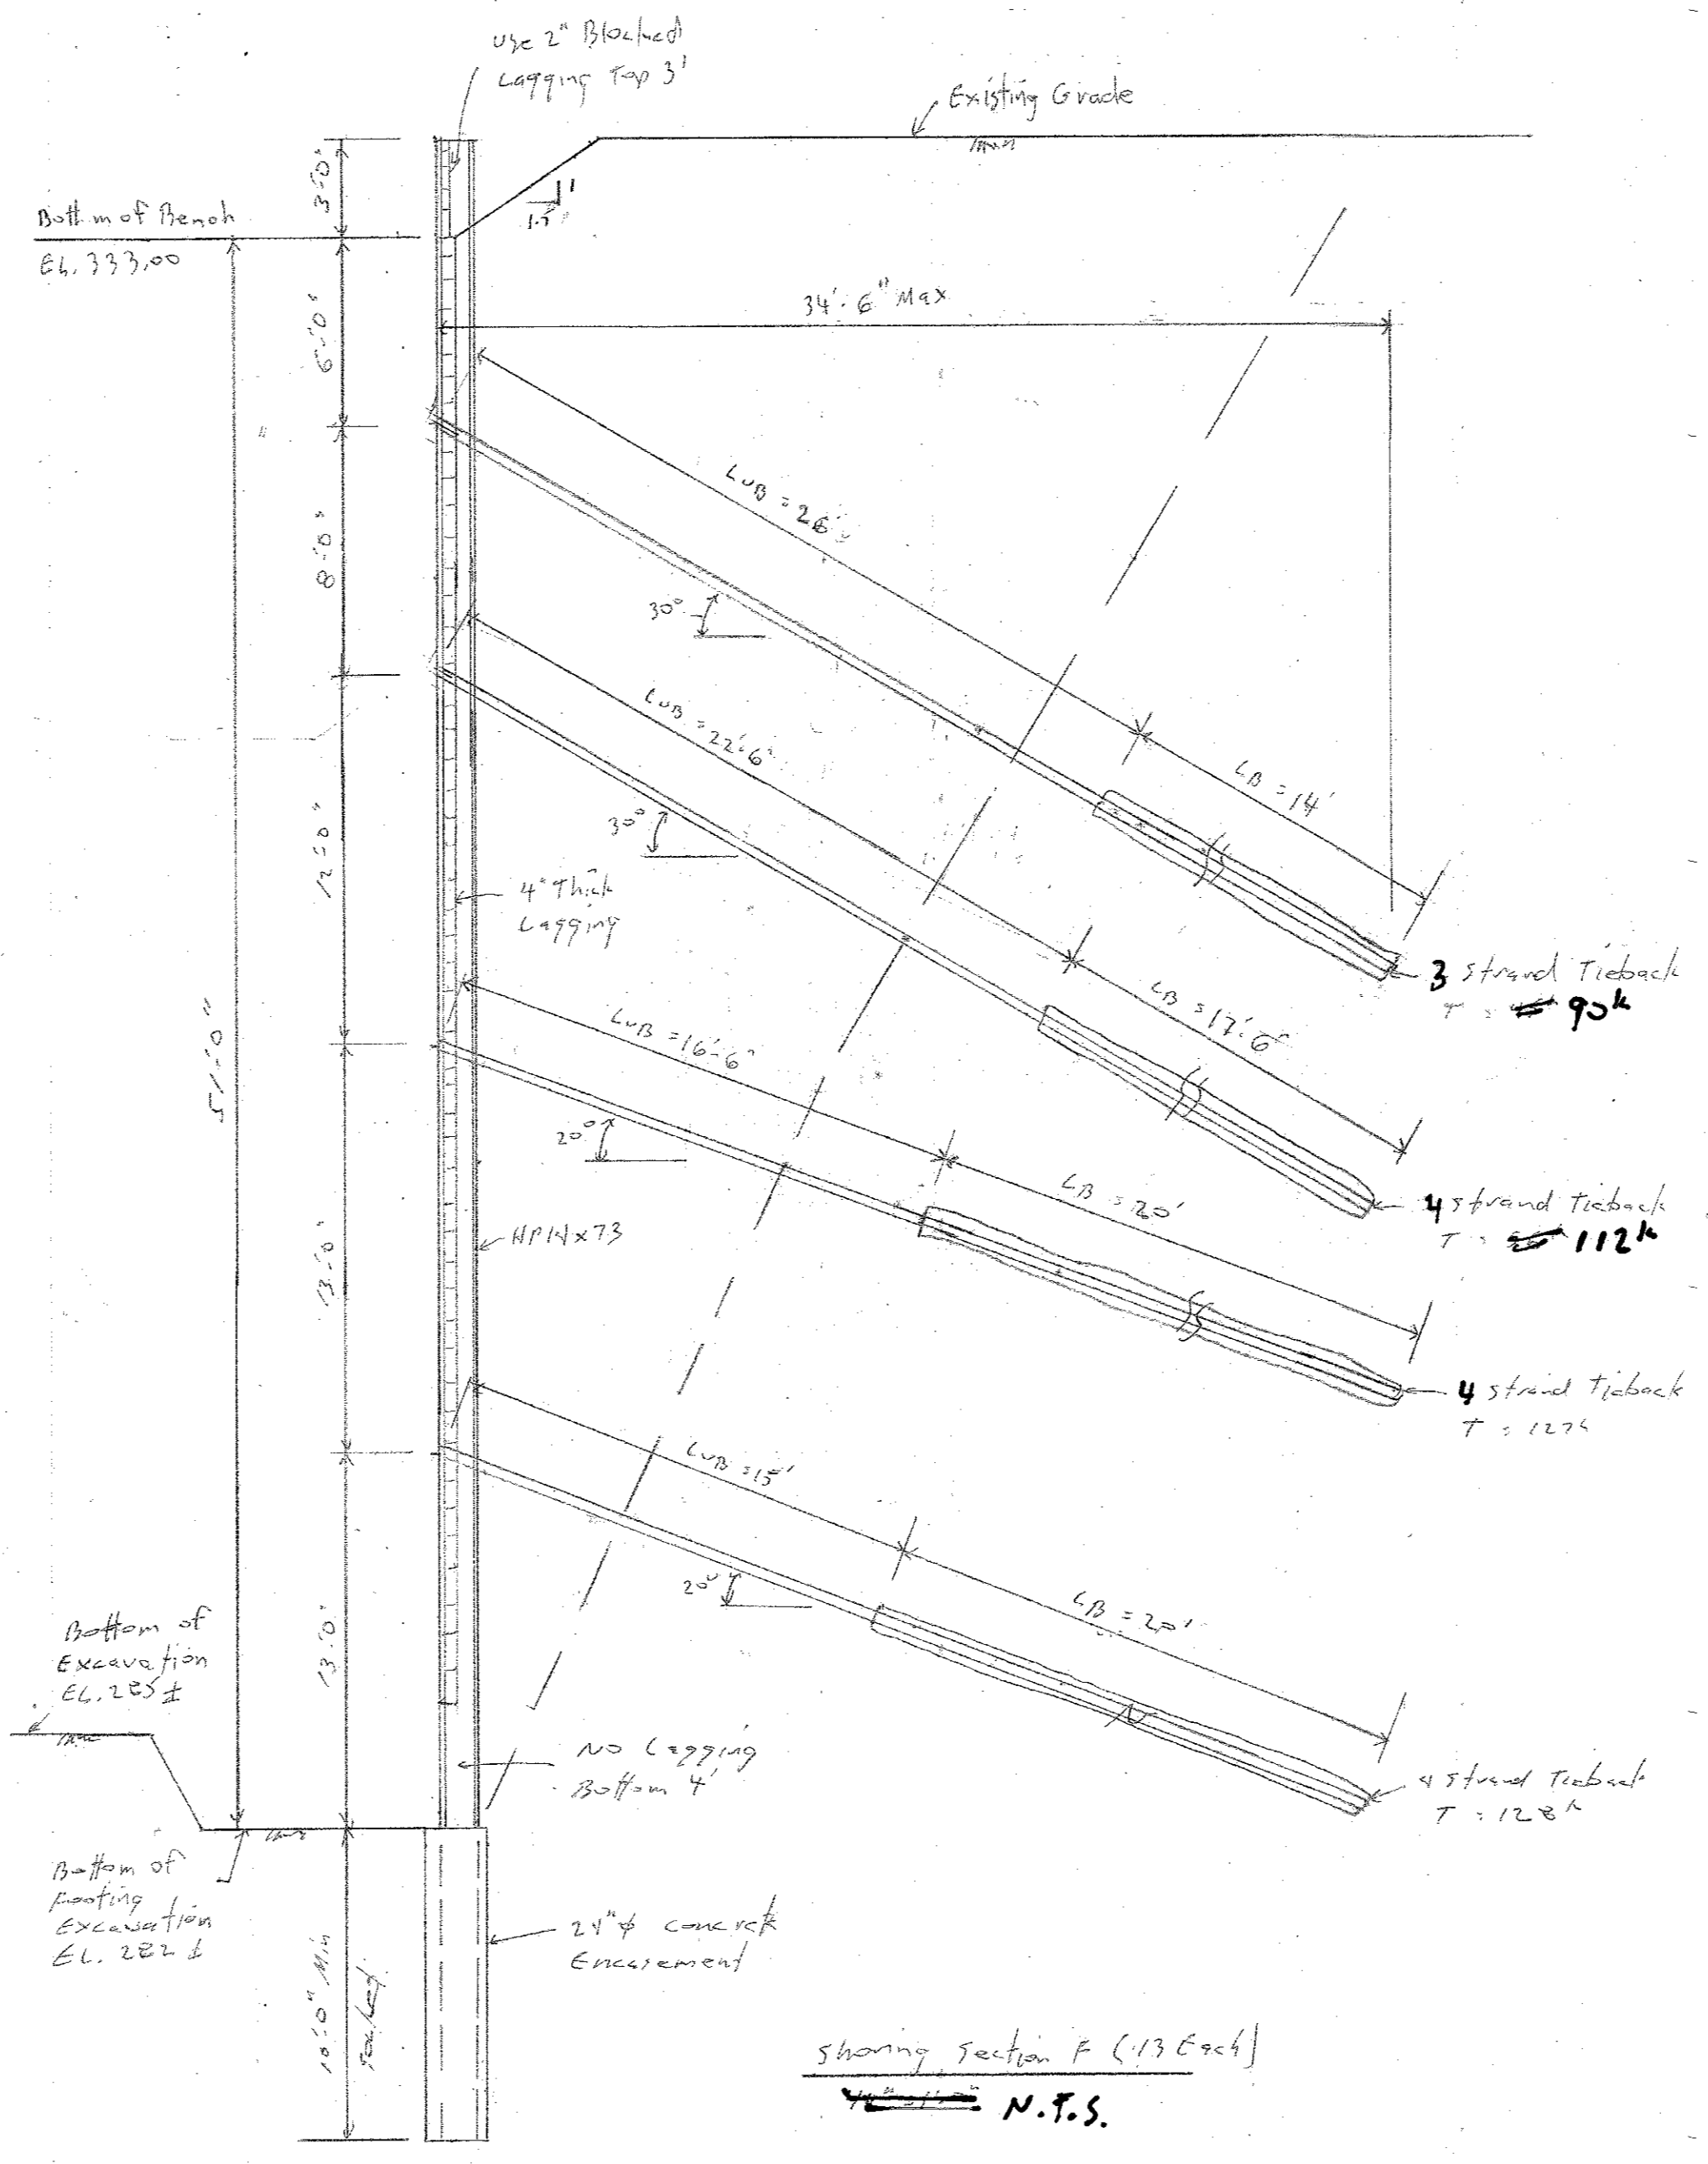 Use 2" Blocked
Lagging Top 3'
Existing Grade
3'-0"
1
1.5
Bottom of Bench
EL. 333.00
34'-6" Max
6'-0"
LUB = 26'
8'-0"
30°
LB = 14'
LUB = 22'-6"
30°
12'-0"
4" Thick
Lagging
3 Strand Tieback
T = 90k
LB = 17'-6"
LUB = 16'-6"
51'-0"
20°
LB = 20'
4 Strand Tieback
T = 112k
HP14x73
13'-0"
4 Strand Tieback
T = 127k
LUB = 15'
20°
LB = 20'
13'-0"
Bottom of
Excavation
EL. 285 ±
No Lagging
Bottom 4'
4 Strand Tieback
T = 128k
Bottom of
Footing
Excavation
EL. 282 ±
24"φ Concrete
Encasement
10'-0" Min
Shoring Section F (13 Each)
N.T.S.